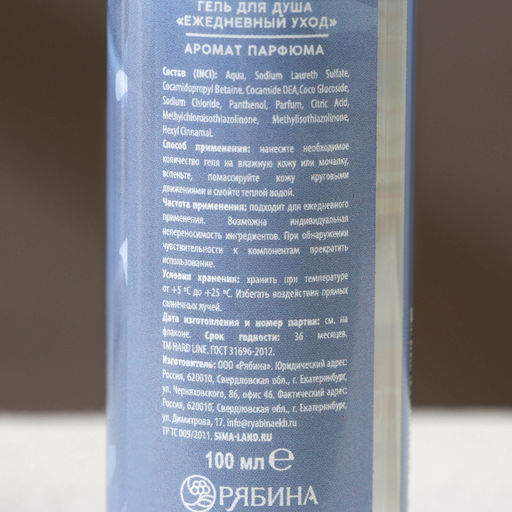 ГЕЛЬ ДЛЯ ДУША
«ЕЖЕДНЕВНЫЙ УХОД»
АРОМАТ ПАРФЮМА
Состав (INCI): Aqua, Sodium Laureth Sulfate,
Cocamidopropyl Betaine, Cocamide DEA,Coco Glucoside,
Sodium Chloride, Panthenol, Parfum, Citric Acid,
Methylchloroisothiazolinone, Methylisothiazolinone,
Hexyl Cinnamal.
Способ применения: нанесите необходимое
количество геля на влажную кожу или мочалку,
вспеньте, помассируйте кожу круговыми
движениями и смойте теплой водой.
Частота применения: подходит для ежедневного
применения. Возможна индивидуальная
непереносимость ингредиентов. При обнаружении
чувствительности к компонентам прекратить
использование.
Условия хранения: хранить при температуре
от +5 ºС до +25 ºС. Избегать воздействия прямых
солнечных лучей.
Дата изготовления и номер партии: см. на
флаконе. Срок годности: 36 месяцев.
TM HARD LINE, ГОСТ 31696-2012.
Изготовитель: ООО «Рябина». Юридический адрес:
Россия, 620010, Свердловская обл., г. Екатеринбург,
ул. Черняховского, 86, офис 46. Фактический адрес:
Россия, 620010, Свердловская обл., г. Екатеринбург,
ул. Димитрова, 17. info@ryabinaekb.ru
ТР ТС 009/2011. SIMA-LAND.RU
100 мл ℮
РЯБИНА